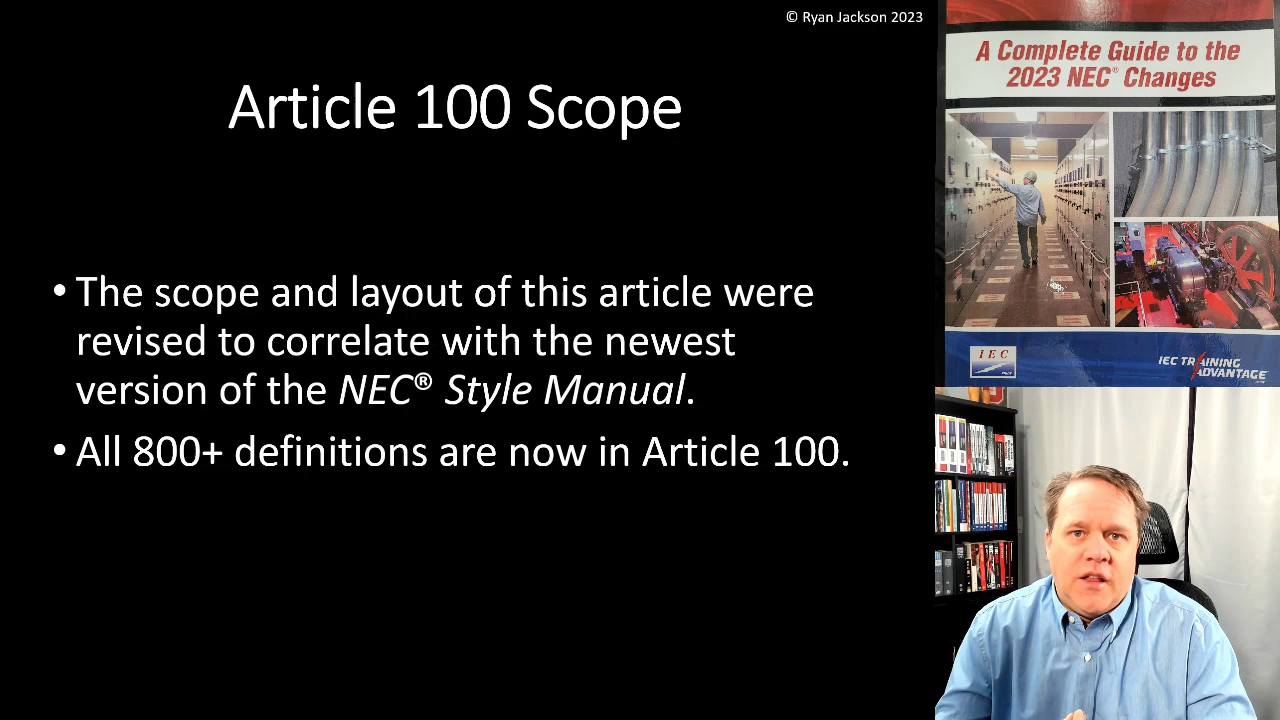 © Ryan Jackson 2023
Article 100 Scope
• The scope and layout of this article were
revised to correlate with the newest
version of the NEC® Style Manual.
• All 800+ definitions are now in Article 100.
A Complete Guide to the
2023 NEC® Changes
IEC
IEC TRAINING
ADVANTAGE